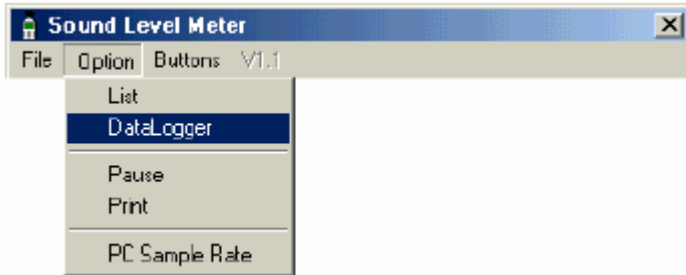 Sound Level Meter
File Option Buttons V1.1
List
DataLogger
Pause
Print
PC Sample Rate